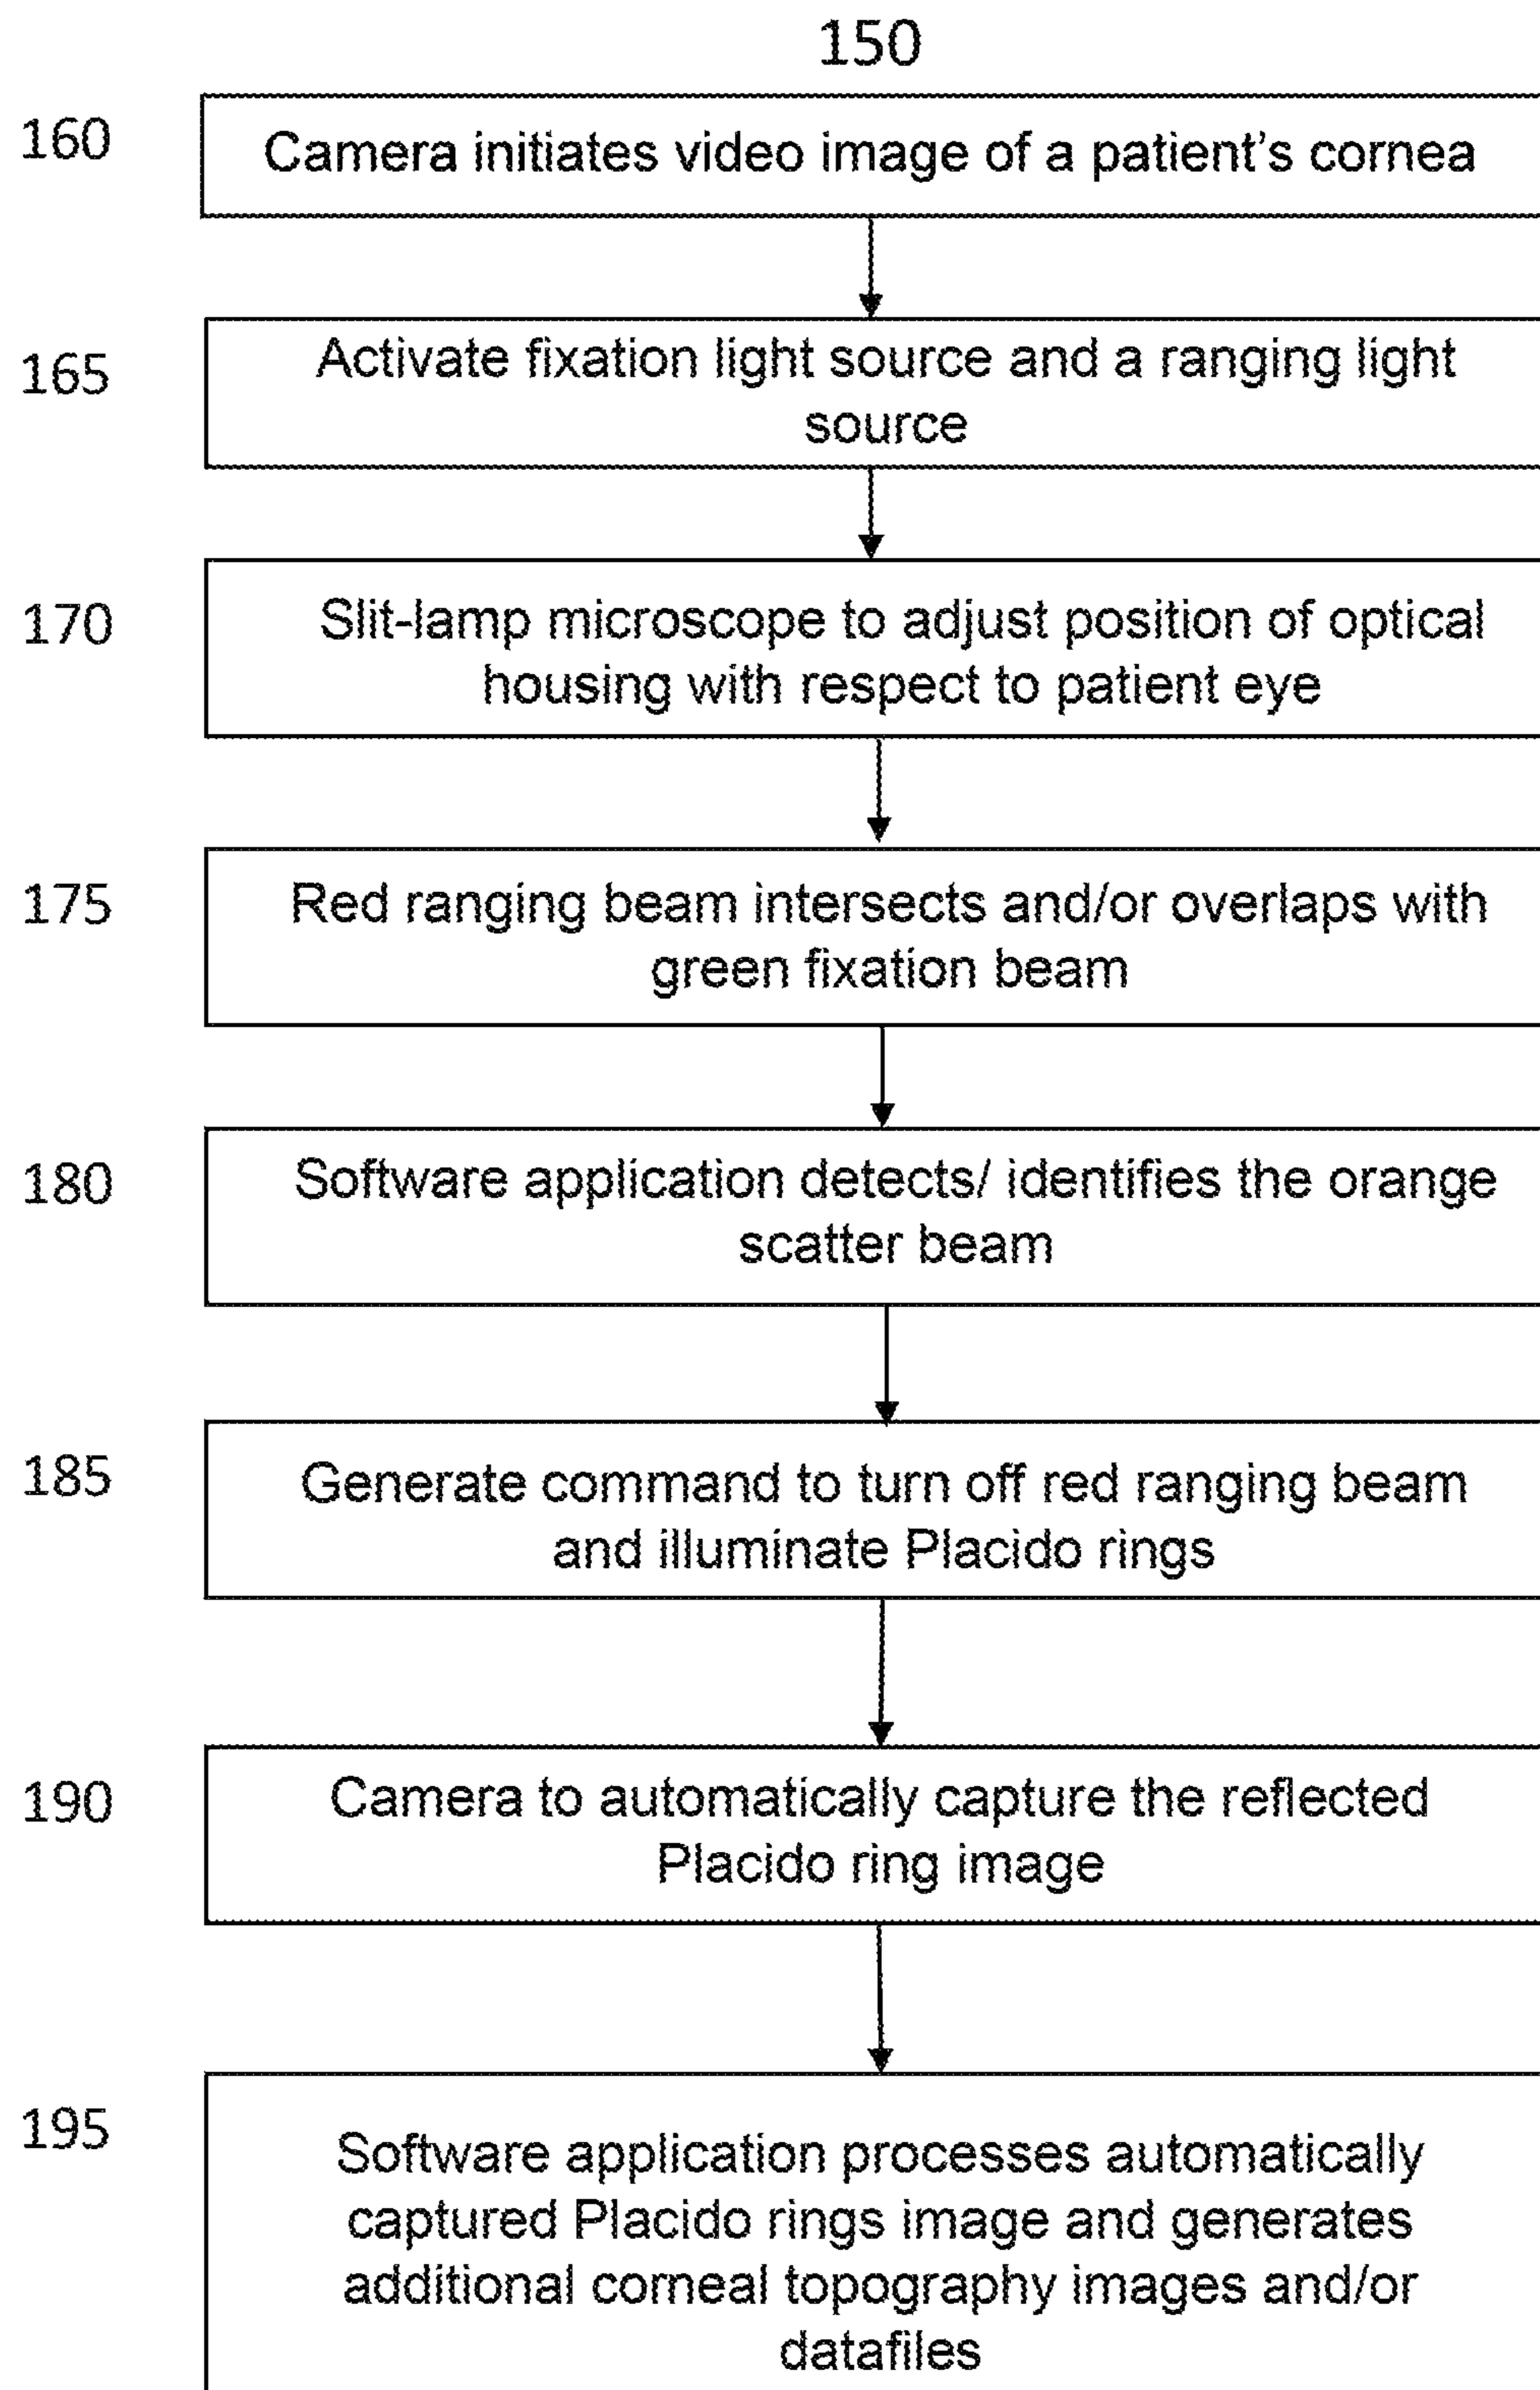 150
160
Camera initiates video image of a patient's cornea
165
Activate fixation light source and a ranging light
source
170
Slit-lamp microscope to adjust position of optical
housing with respect to patient eye
175
Red ranging beam intersects and/or overlaps with
green fixation beam
180
Software application detects/ identifies the orange
scatter beam
185
Generate command to turn off red ranging beam
and illuminate Placido rings
190
Camera to automatically capture the reflected
Placido ring image
195
Software application processes automatically
captured Placido rings image and generates
additional corneal topography images and/or
datafiles